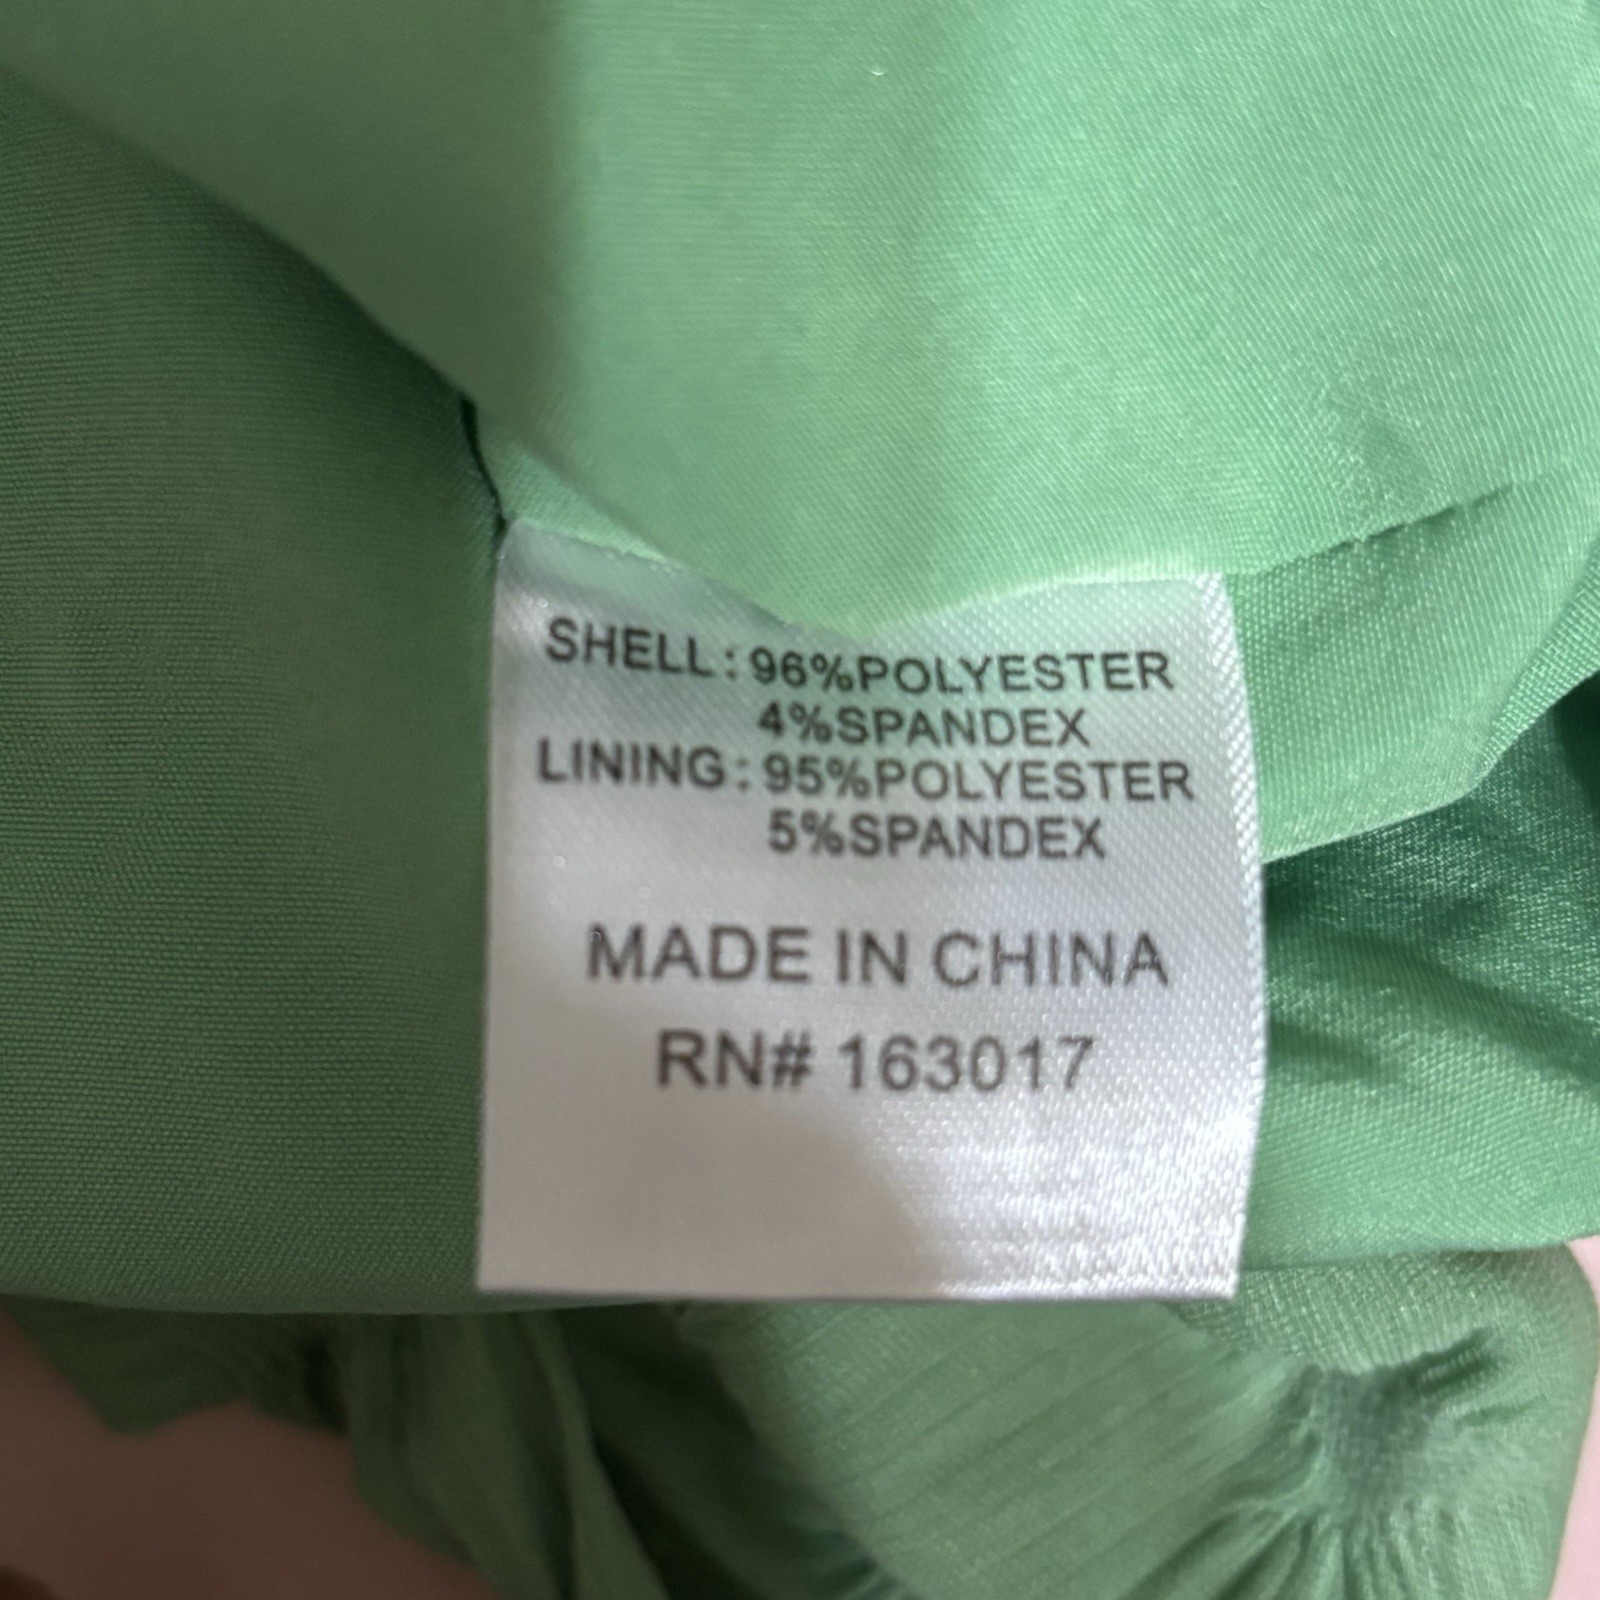 SHELL:96%POLYESTER
4%SPANDEX
LINING:95%POLYESTER
5%SPANDEX
MADE IN CHINA
RN# 163017